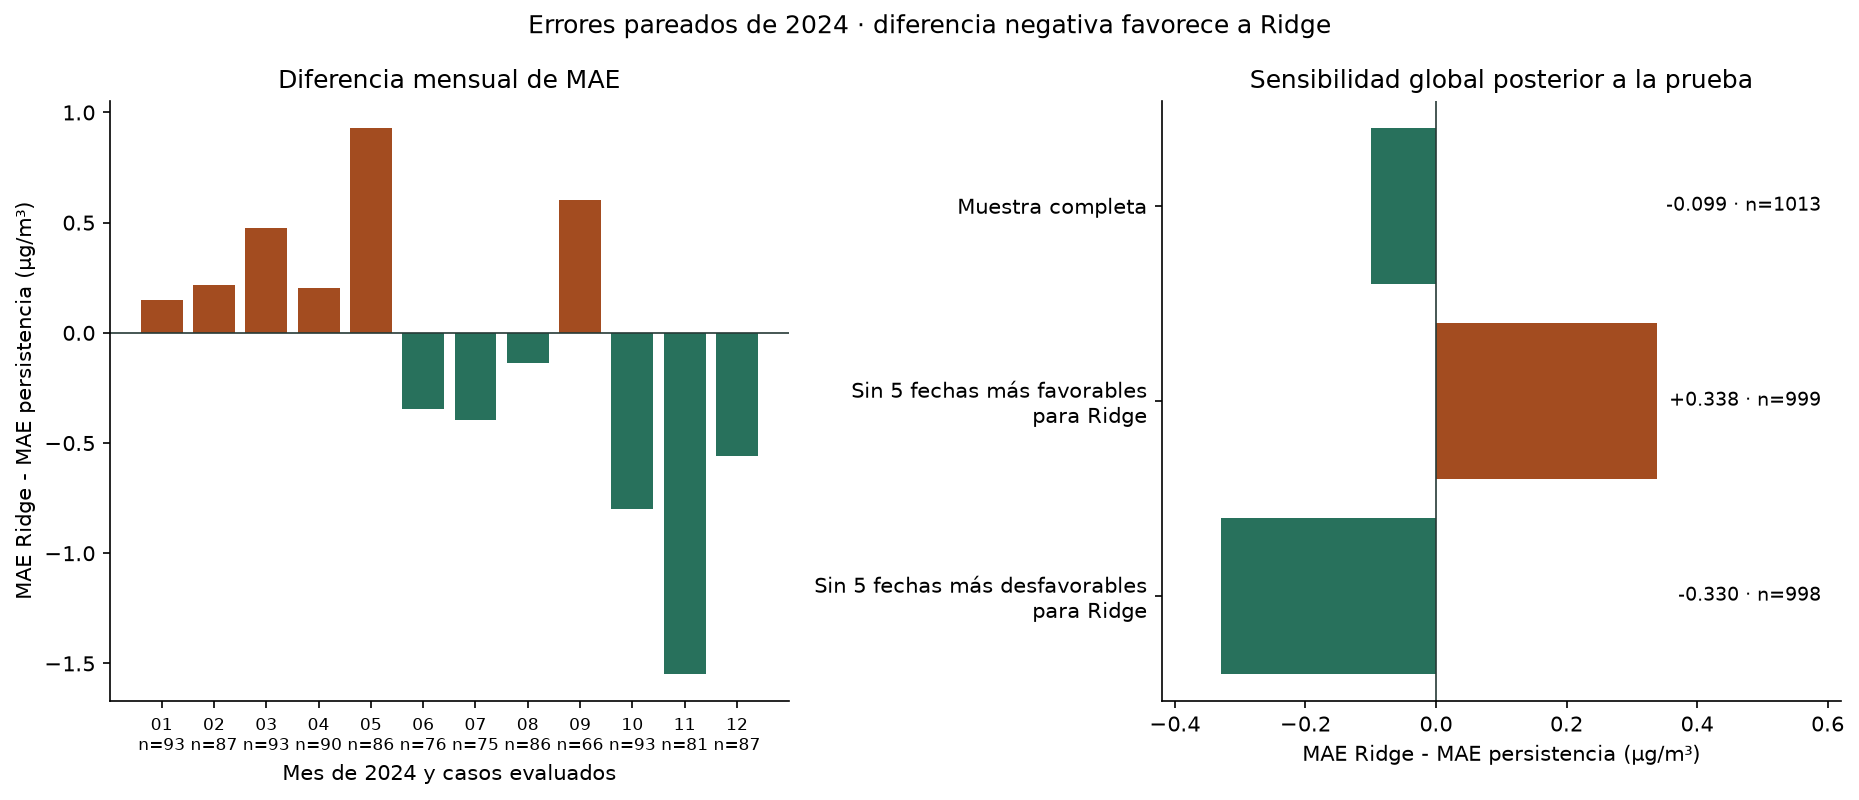 Errores pareados de 2024 · diferencia negativa favorece a Ridge
Diferencia mensual de MAE
MAE Ridge - MAE persistencia (µg/m³)
1.0
0.5
0.0
−0.5
−1.0
−1.5
01 02 03 04 05 06 07 08 09 10 11 12
n=93 n=87 n=93 n=90 n=86 n=76 n=75 n=86 n=66 n=93 n=81 n=87
Mes de 2024 y casos evaluados
Sensibilidad global posterior a la prueba
Muestra completa
-0.099 · n=1013
Sin 5 fechas más favorables
para Ridge
+0.338 · n=999
Sin 5 fechas más desfavorables
para Ridge
-0.330 · n=998
−0.4 −0.2 0.0 0.2 0.4 0.6
MAE Ridge - MAE persistencia (µg/m³)